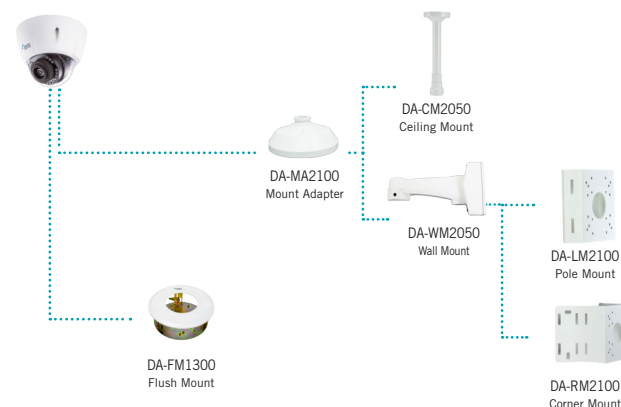 DA-CM2050
Ceiling Mount
DA-MA2100
Mount Adapter
DA-WM2050
Wall Mount
DA-LM2100
Pole Mount
DA-FM1300
Flush Mount
DA-RM2100
Corner Mount